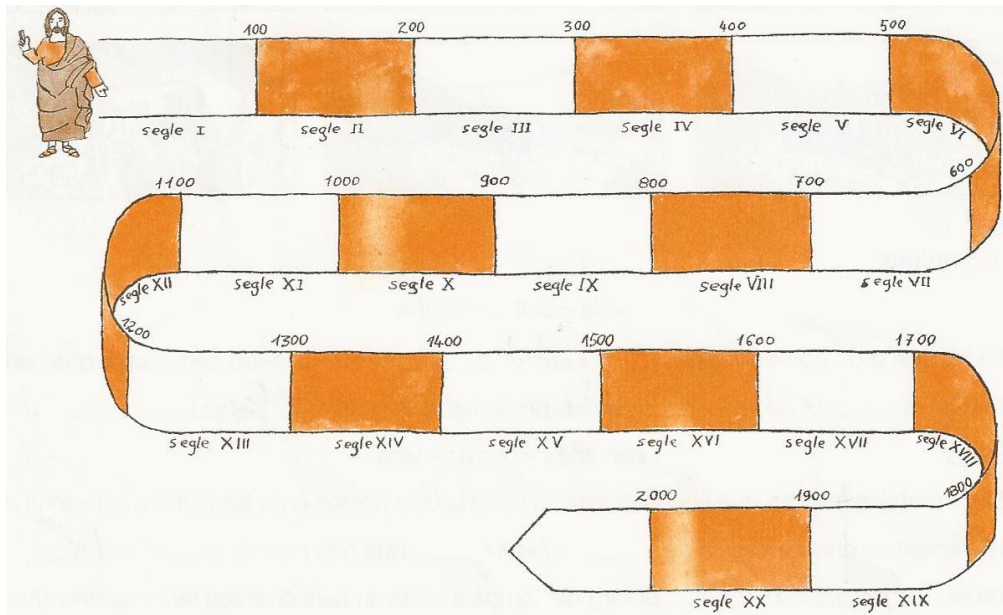 100 200 300 400 500
segle I segle II segle III segle IV segle V segle VI
600
1100 1000 900 800 700
segle XII segle XI segle X segle IX segle VIII segle VII
1200
1300 1400 1500 1600 1700
segle XIII segle XIV segle XV segle XVI segle XVII segle XVIII
1800
2000 1900
segle XX segle XIX